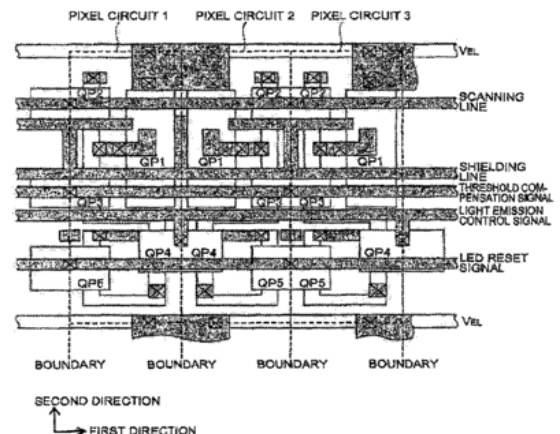 PIXEL CIRCUIT 1 PIXEL CIRCUIT 2 PIXEL CIRCUIT 3
VEL
QP2 QP2 QP2
SCANNING
LINE
QP1 QP1 QP1
SHIELDING
LINE
THRESHOLD COM-
PENSATION SIGNAL
QP3 QP3 QP3
LIGHT EMISSION
CONTROL SIGNAL
QP4 QP4 QP4
LED RESET
SIGNAL
QP5 QP5 QP5
VEL
BOUNDARY BOUNDARY BOUNDARY BOUNDARY
SECOND DIRECTION
FIRST DIRECTION